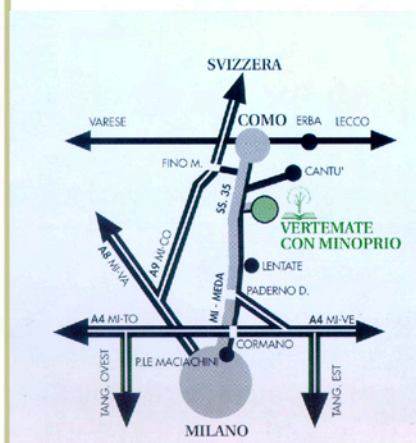 SVIZZERA
VARESE
COMO
ERBA
LECCO
FINO M.
CANTU'
SS. 35
VERTEMATE
CON MINOPRIO
A9 MI-CO
A8 MI-VA
LENTATE
MI - MEDA
PADERNO D.
A4 MI-TO
A4 MI-VE
CORMANO
P.LE MACIACHINI
TANG. OVEST
TANG. EST
MILANO